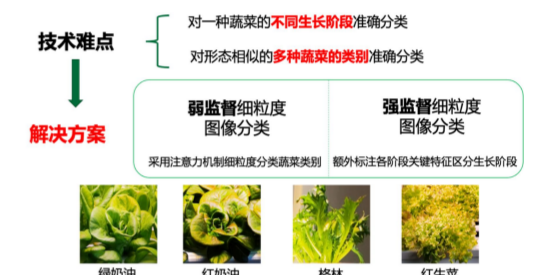 技术难点
对一种蔬菜的不同生长阶段准确分类
对形态相似的多种蔬菜的类别准确分类
解决方案
弱监督细粒度
图像分类
采用注意力机制细粒度分类蔬菜类别
强监督细粒度
图像分类
额外标注各阶段关键特征区分生长阶段
绿奶油
红奶油
格林
红生菜